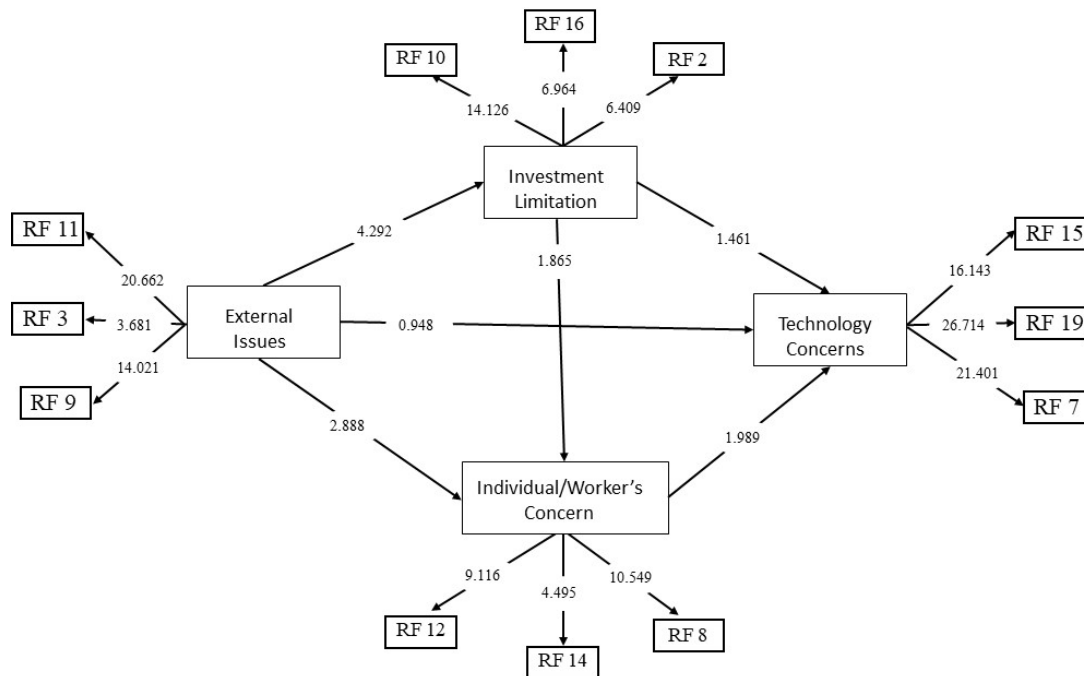 RF 16
RF 10
RF 2
6.964
14.126
6.409
Investment
Limitation
RF 11
4.292
1.461
RF 15
20.662
1.865
16.143
RF 3
3.681
External
Issues
0.948
Technology
Concerns
26.714
RF 19
14.021
21.401
RF 9
RF 7
2.888
1.989
Individual/Worker's
Concern
9.116
4.495
10.549
RF 12
RF 14
RF 8